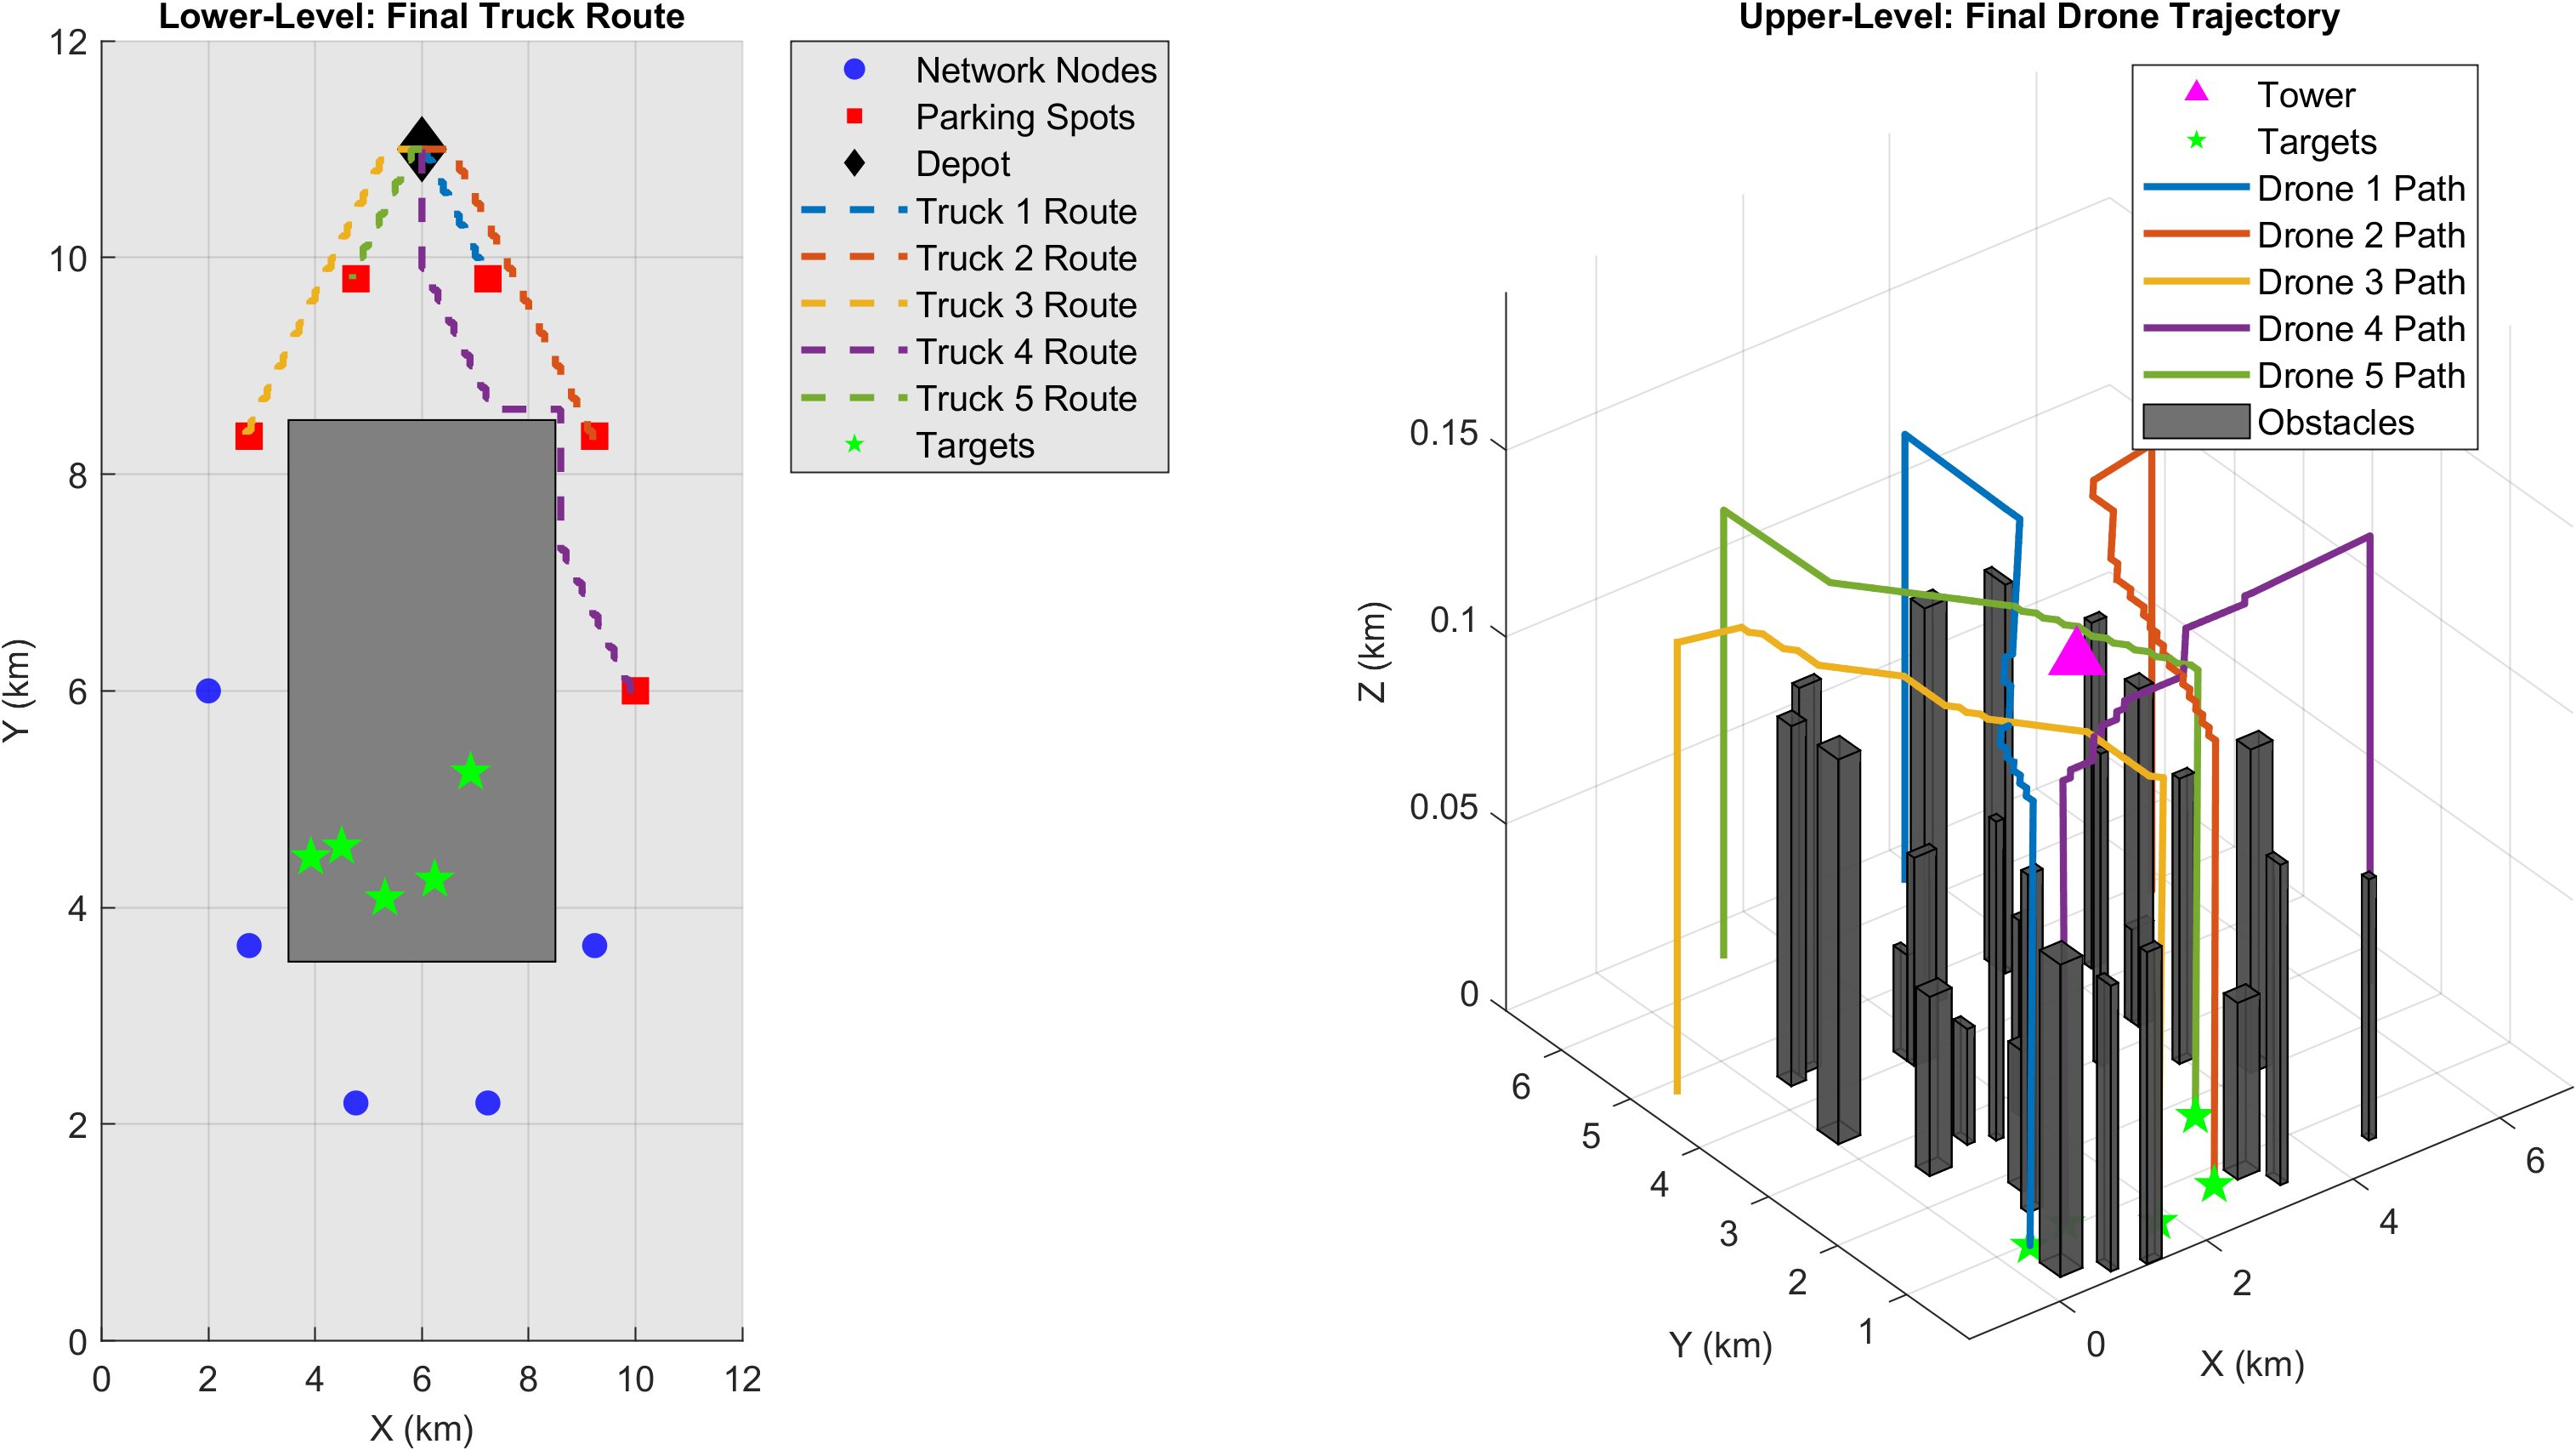 Lower-Level: Final Truck Route
12
10
8
6
4
2
0
0 2 4 6 8 10 12
Y (km)
X (km)
Network Nodes
Parking Spots
Depot
Truck 1 Route
Truck 2 Route
Truck 3 Route
Truck 4 Route
Truck 5 Route
Targets
Upper-Level: Final Drone Trajectory
Tower
Targets
Drone 1 Path
Drone 2 Path
Drone 3 Path
Drone 4 Path
Drone 5 Path
Obstacles
0.15
0.1
0.05
0
Z (km)
6
5
4
3
2
1
Y (km)
0
2
4
6
X (km)